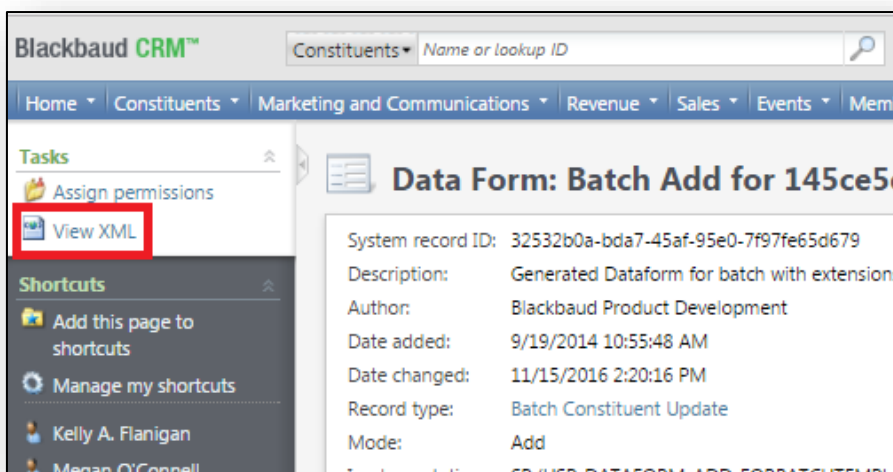 Blackbaud CRM™
Constituents Name or lookup ID
Home Constituents Marketing and Communications Revenue Sales Events Mem
Tasks
Assign permissions
View XML
Shortcuts
Add this page to
shortcuts
Manage my shortcuts
Kelly A. Flanigan
Megan O'Connell
Data Form: Batch Add for 145ce5
System record ID: 32532b0a-bda7-45af-95e0-7f97fe65d679
Description: Generated Dataform for batch with extension
Author: Blackbaud Product Development
Date added: 9/19/2014 10:55:48 AM
Date changed: 11/15/2016 2:20:16 PM
Record type: Batch Constituent Update
Mode: Add